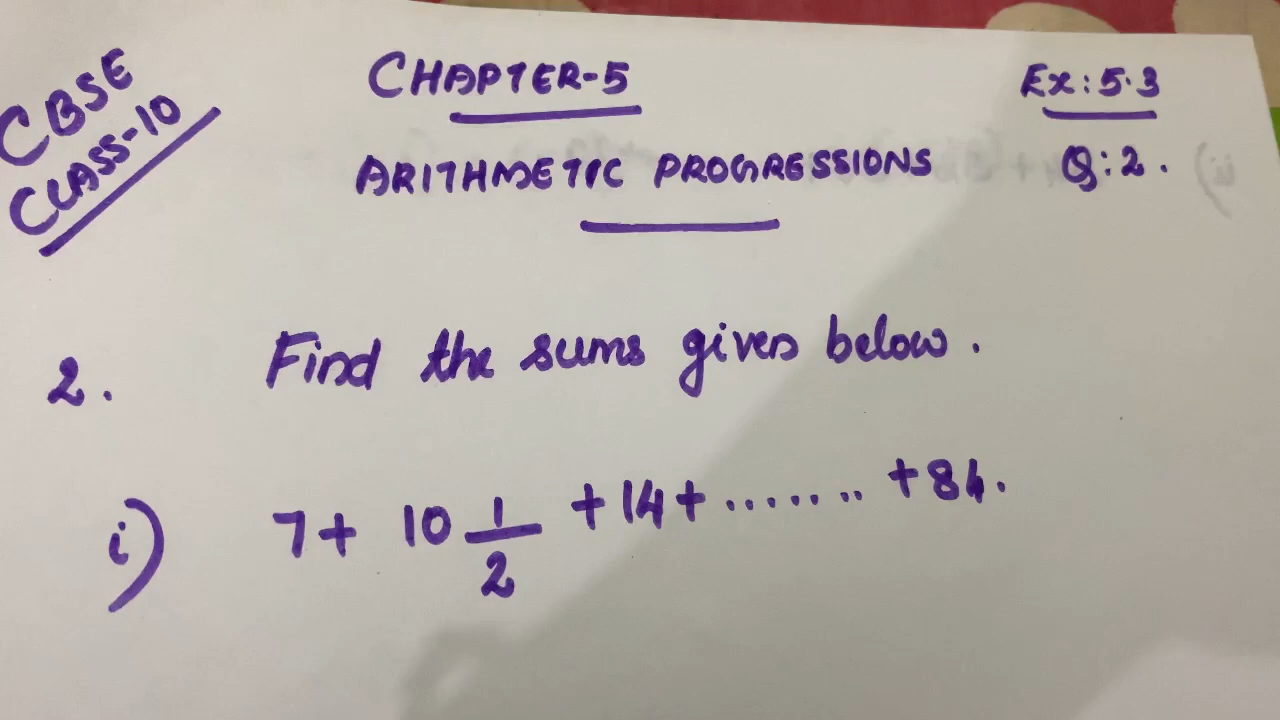 CBSE
CLASS-10
CHAPTER-5
Ex: 5.3
ARITHMETIC PROGRESSIONS
Q: 2.
2. Find the sums given below.
i) 7 + 10 1/2 + 14 + ....... + 84.
ii)